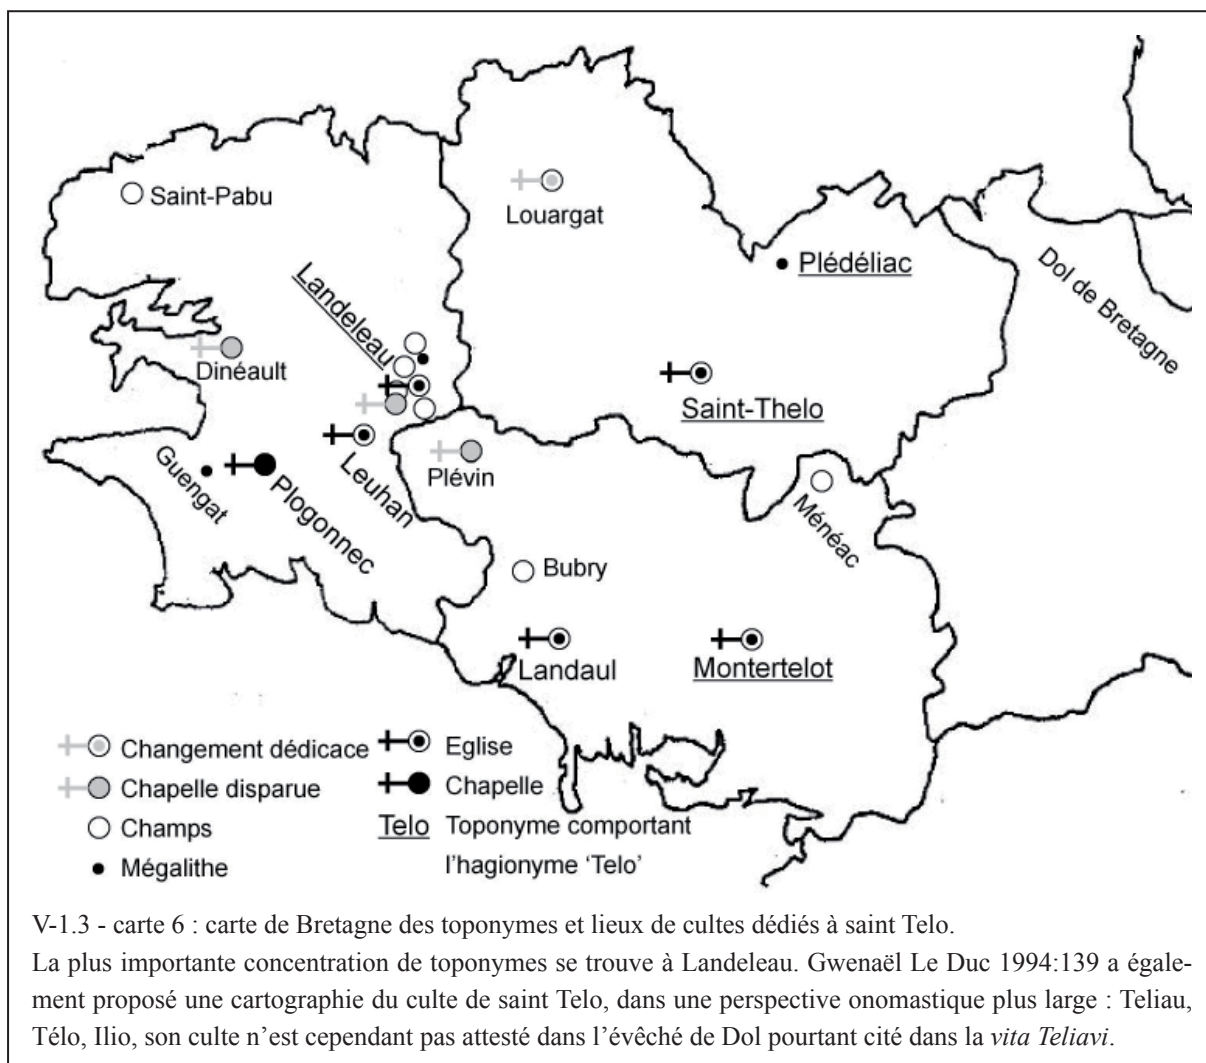 Saint-Pabu
Louargat
Plédéliac
Dol de Bretagne
Landeleau
Dinéault
Saint-Thelo
Guengat
Plogonnec
Leuhan
Plévin
Ménéac
Bubry
Landaul
Montertelot
Changement dédicace
Chapelle disparue
Champs
Mégalithe
Eglise
Chapelle
Telo Toponyme comportant
l'hagionyme ‘Telo’
V-1.3 - carte 6 : carte de Bretagne des toponymes et lieux de cultes dédiés à saint Telo.
La plus importante concentration de toponymes se trouve à Landeleau. Gwenaël Le Duc 1994:139 a égale-
ment proposé une cartographie du culte de saint Telo, dans une perspective onomastique plus large : Teliau,
Télo, Ilio, son culte n’est cependant pas attesté dans l’évêché de Dol pourtant cité dans la vita Teliavi.